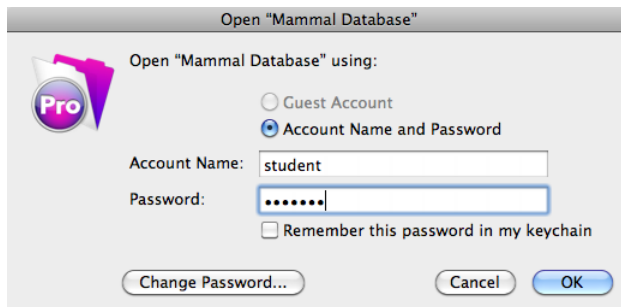 Open “Mammal Database”
Open “Mammal Database” using:
Pro
Guest Account
Account Name and Password
Account Name: student
Password: •••••••
Remember this password in my keychain
Change Password... Cancel OK